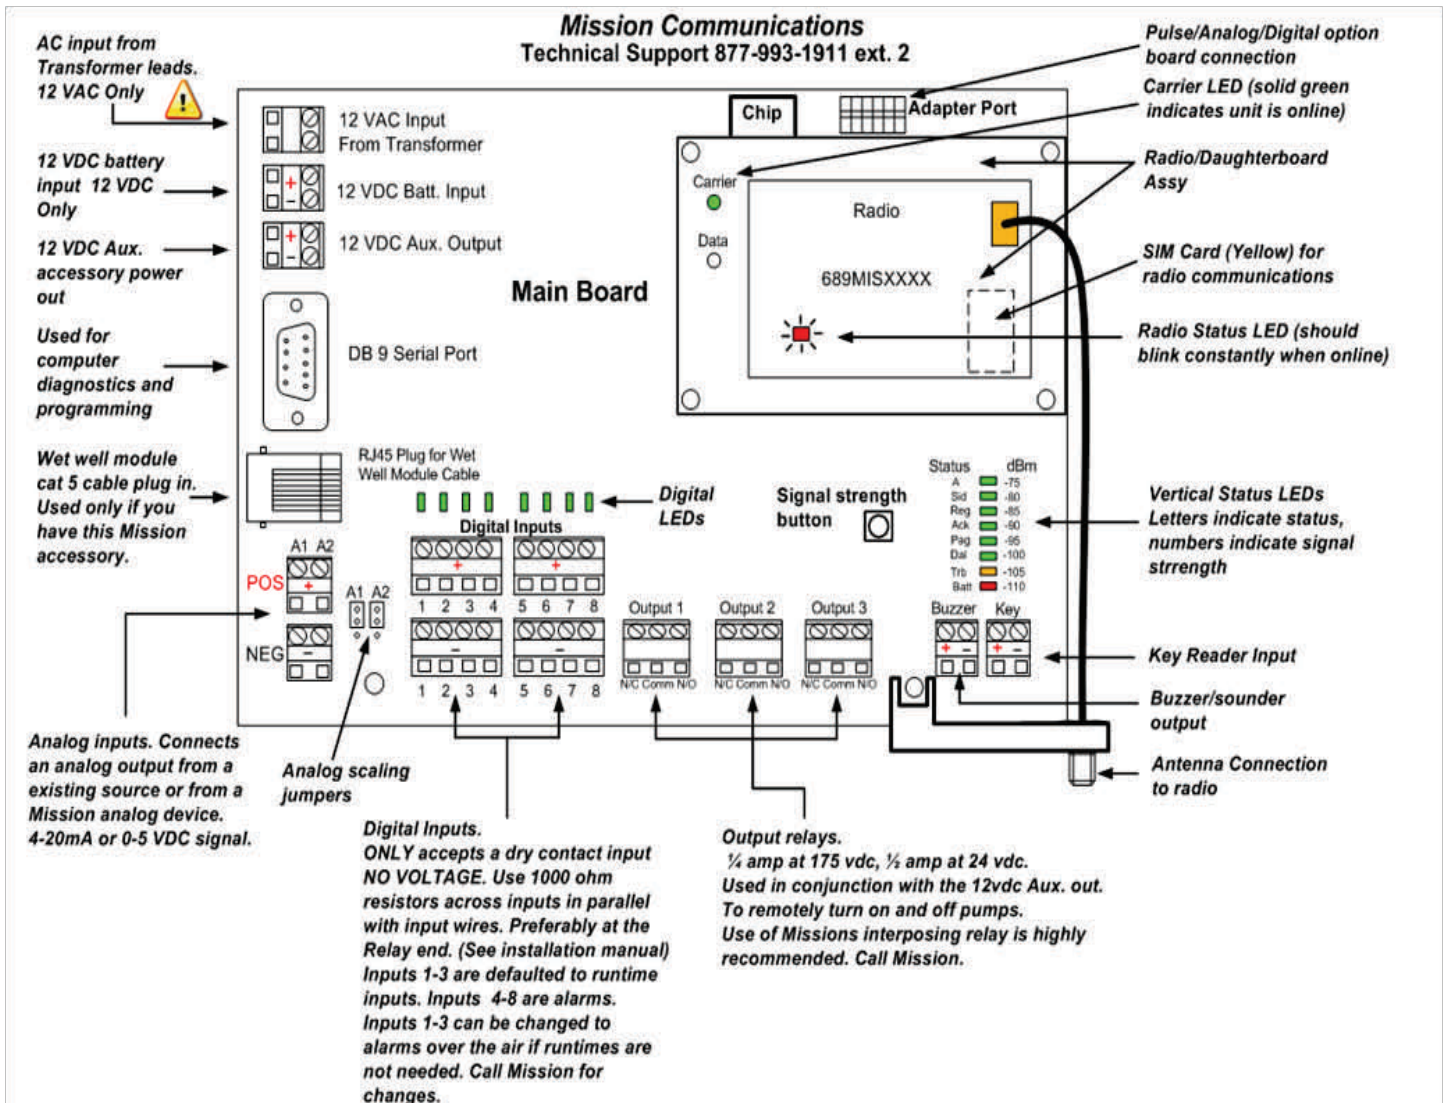 Mission Communications
Technical Support 877-993-1911 ext. 2
AC input from
Transformer leads.
12 VAC Only
12 VDC battery
input 12 VDC
Only
12 VDC Aux.
accessory power
out
Used for
computer
diagnostics and
programming
Wet well module
cat 5 cable plug in.
Used only if you
have this Mission
accessory.
12 VAC Input
From Transformer
+
-
12 VDC Batt. Input
+
-
12 VDC Aux. Output
DB 9 Serial Port
RJ45 Plug for Wet
Well Module Cable
Main Board
Chip
Adapter Port
Carrier
Data
Radio
689MISXXXX
Pulse/Analog/Digital option
board connection
Carrier LED (solid green
indicates unit is online)
Radio/Daughterboard
Assy
SIM Card (Yellow) for
radio communications
Radio Status LED (should
blink constantly when online)
Digital
LEDs
Signal strength
button
Status dBm
A -75
Sid -80
Reg -85
Ack -90
Pag -95
Dal -100
Trb -105
Batt -110
Vertical Status LEDs
Letters indicate status,
numbers indicate signal
strrength
Digital Inputs
+ +
1 2 3 4 5 6 7 8
- -
1 2 3 4 5 6 7 8
A1 A2
POS
+
NEG
-
A1 A2
Output 1 Output 2 Output 3
N/C Comm N/O N/C Comm N/O N/C Comm N/O
Buzzer Key
+ - + -
Key Reader Input
Buzzer/sounder
output
Antenna Connection
to radio
Analog inputs. Connects
an analog output from a
existing source or from a
Mission analog device.
4-20mA or 0-5 VDC signal.
Analog scaling
jumpers
Digital Inputs.
ONLY accepts a dry contact input
NO VOLTAGE. Use 1000 ohm
resistors across inputs in parallel
with input wires. Preferably at the
Relay end. (See installation manual)
Inputs 1-3 are defaulted to runtime
inputs. Inputs 4-8 are alarms.
Inputs 1-3 can be changed to
alarms over the air if runtimes are
not needed. Call Mission for
changes.
Output relays.
¼ amp at 175 vdc, ½ amp at 24 vdc.
Used in conjunction with the 12vdc Aux. out.
To remotely turn on and off pumps.
Use of Missions interposing relay is highly
recommended. Call Mission.